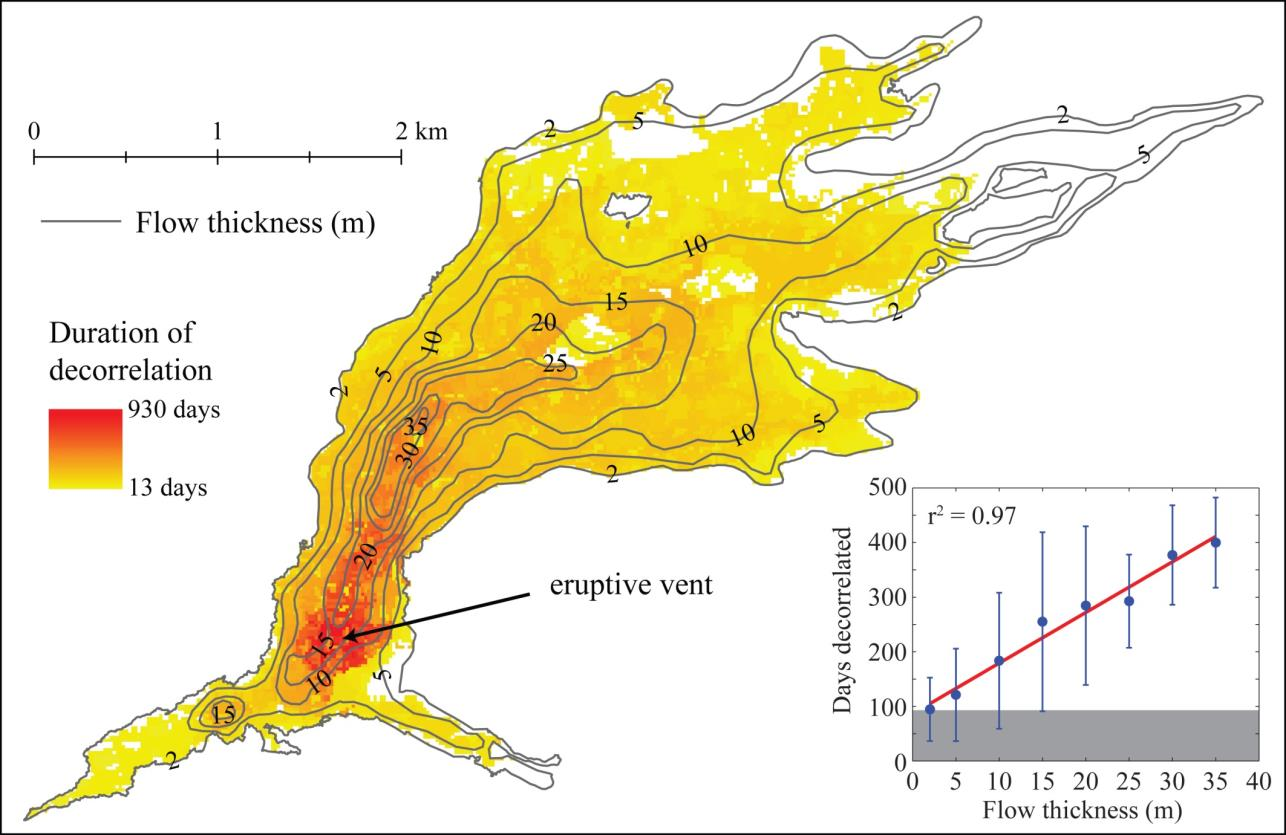 0 1 2 km
Flow thickness (m)
Duration of
decorrelation
930 days
13 days
2
5
2
5
10
15
20
25
10
5
2
35
30
2
10
5
2
20
15
10
5
15
2
eruptive vent
r² = 0.97
Days decorrelated
500
400
300
200
100
0
0 5 10 15 20 25 30 35 40
Flow thickness (m)